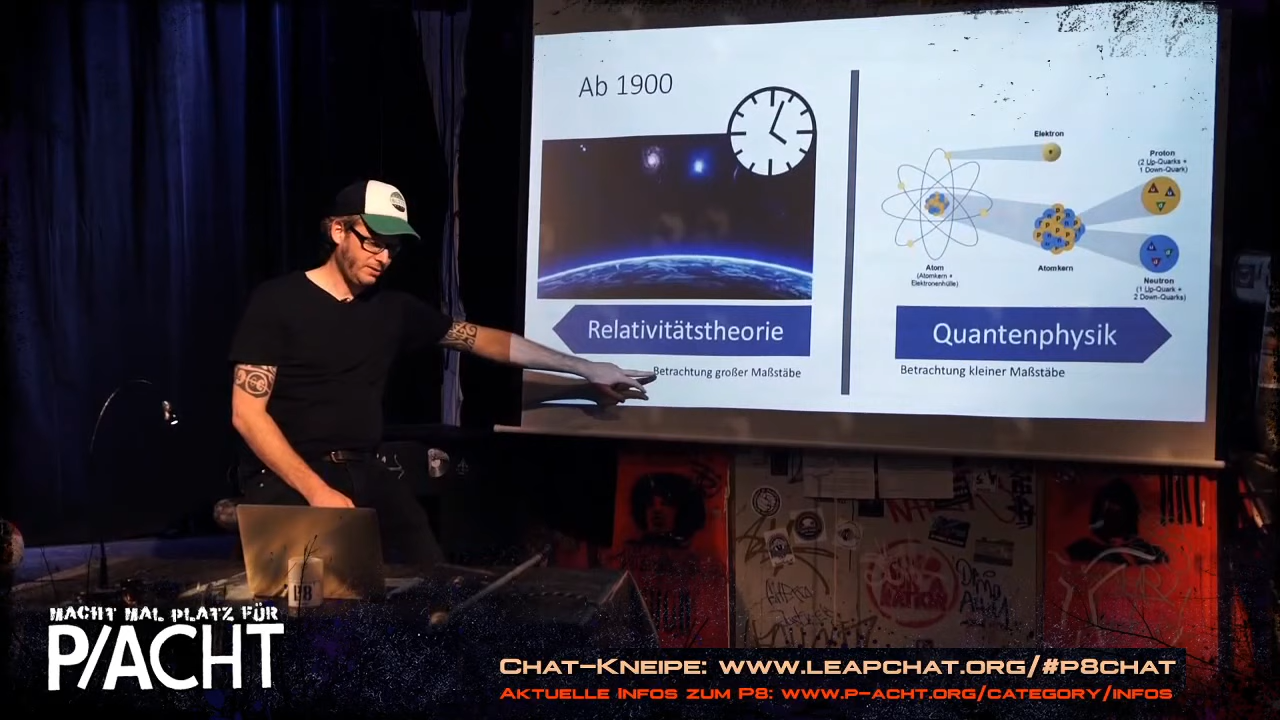 Ab 1900
Relativitätstheorie
Betrachtung großer Maßstäbe
Elektron
Proton
(2 Up-Quarks +
1 Down-Quark)
Atom
(Atomkern +
Elektronenhülle)
Atomkern
Neutron
(1 Up-Quark +
2 Down-Quarks)
Quantenphysik
Betrachtung kleiner Maßstäbe
P8
MACHT MAL PLATZ FÜR
P/ACHT
CHAT-KNEIPE: WWW.LEAPCHAT.ORG/#P8CHAT
AKTUELLE INFOS ZUM P8: WWW.P-ACHT.ORG/CATEGORY/INFOS